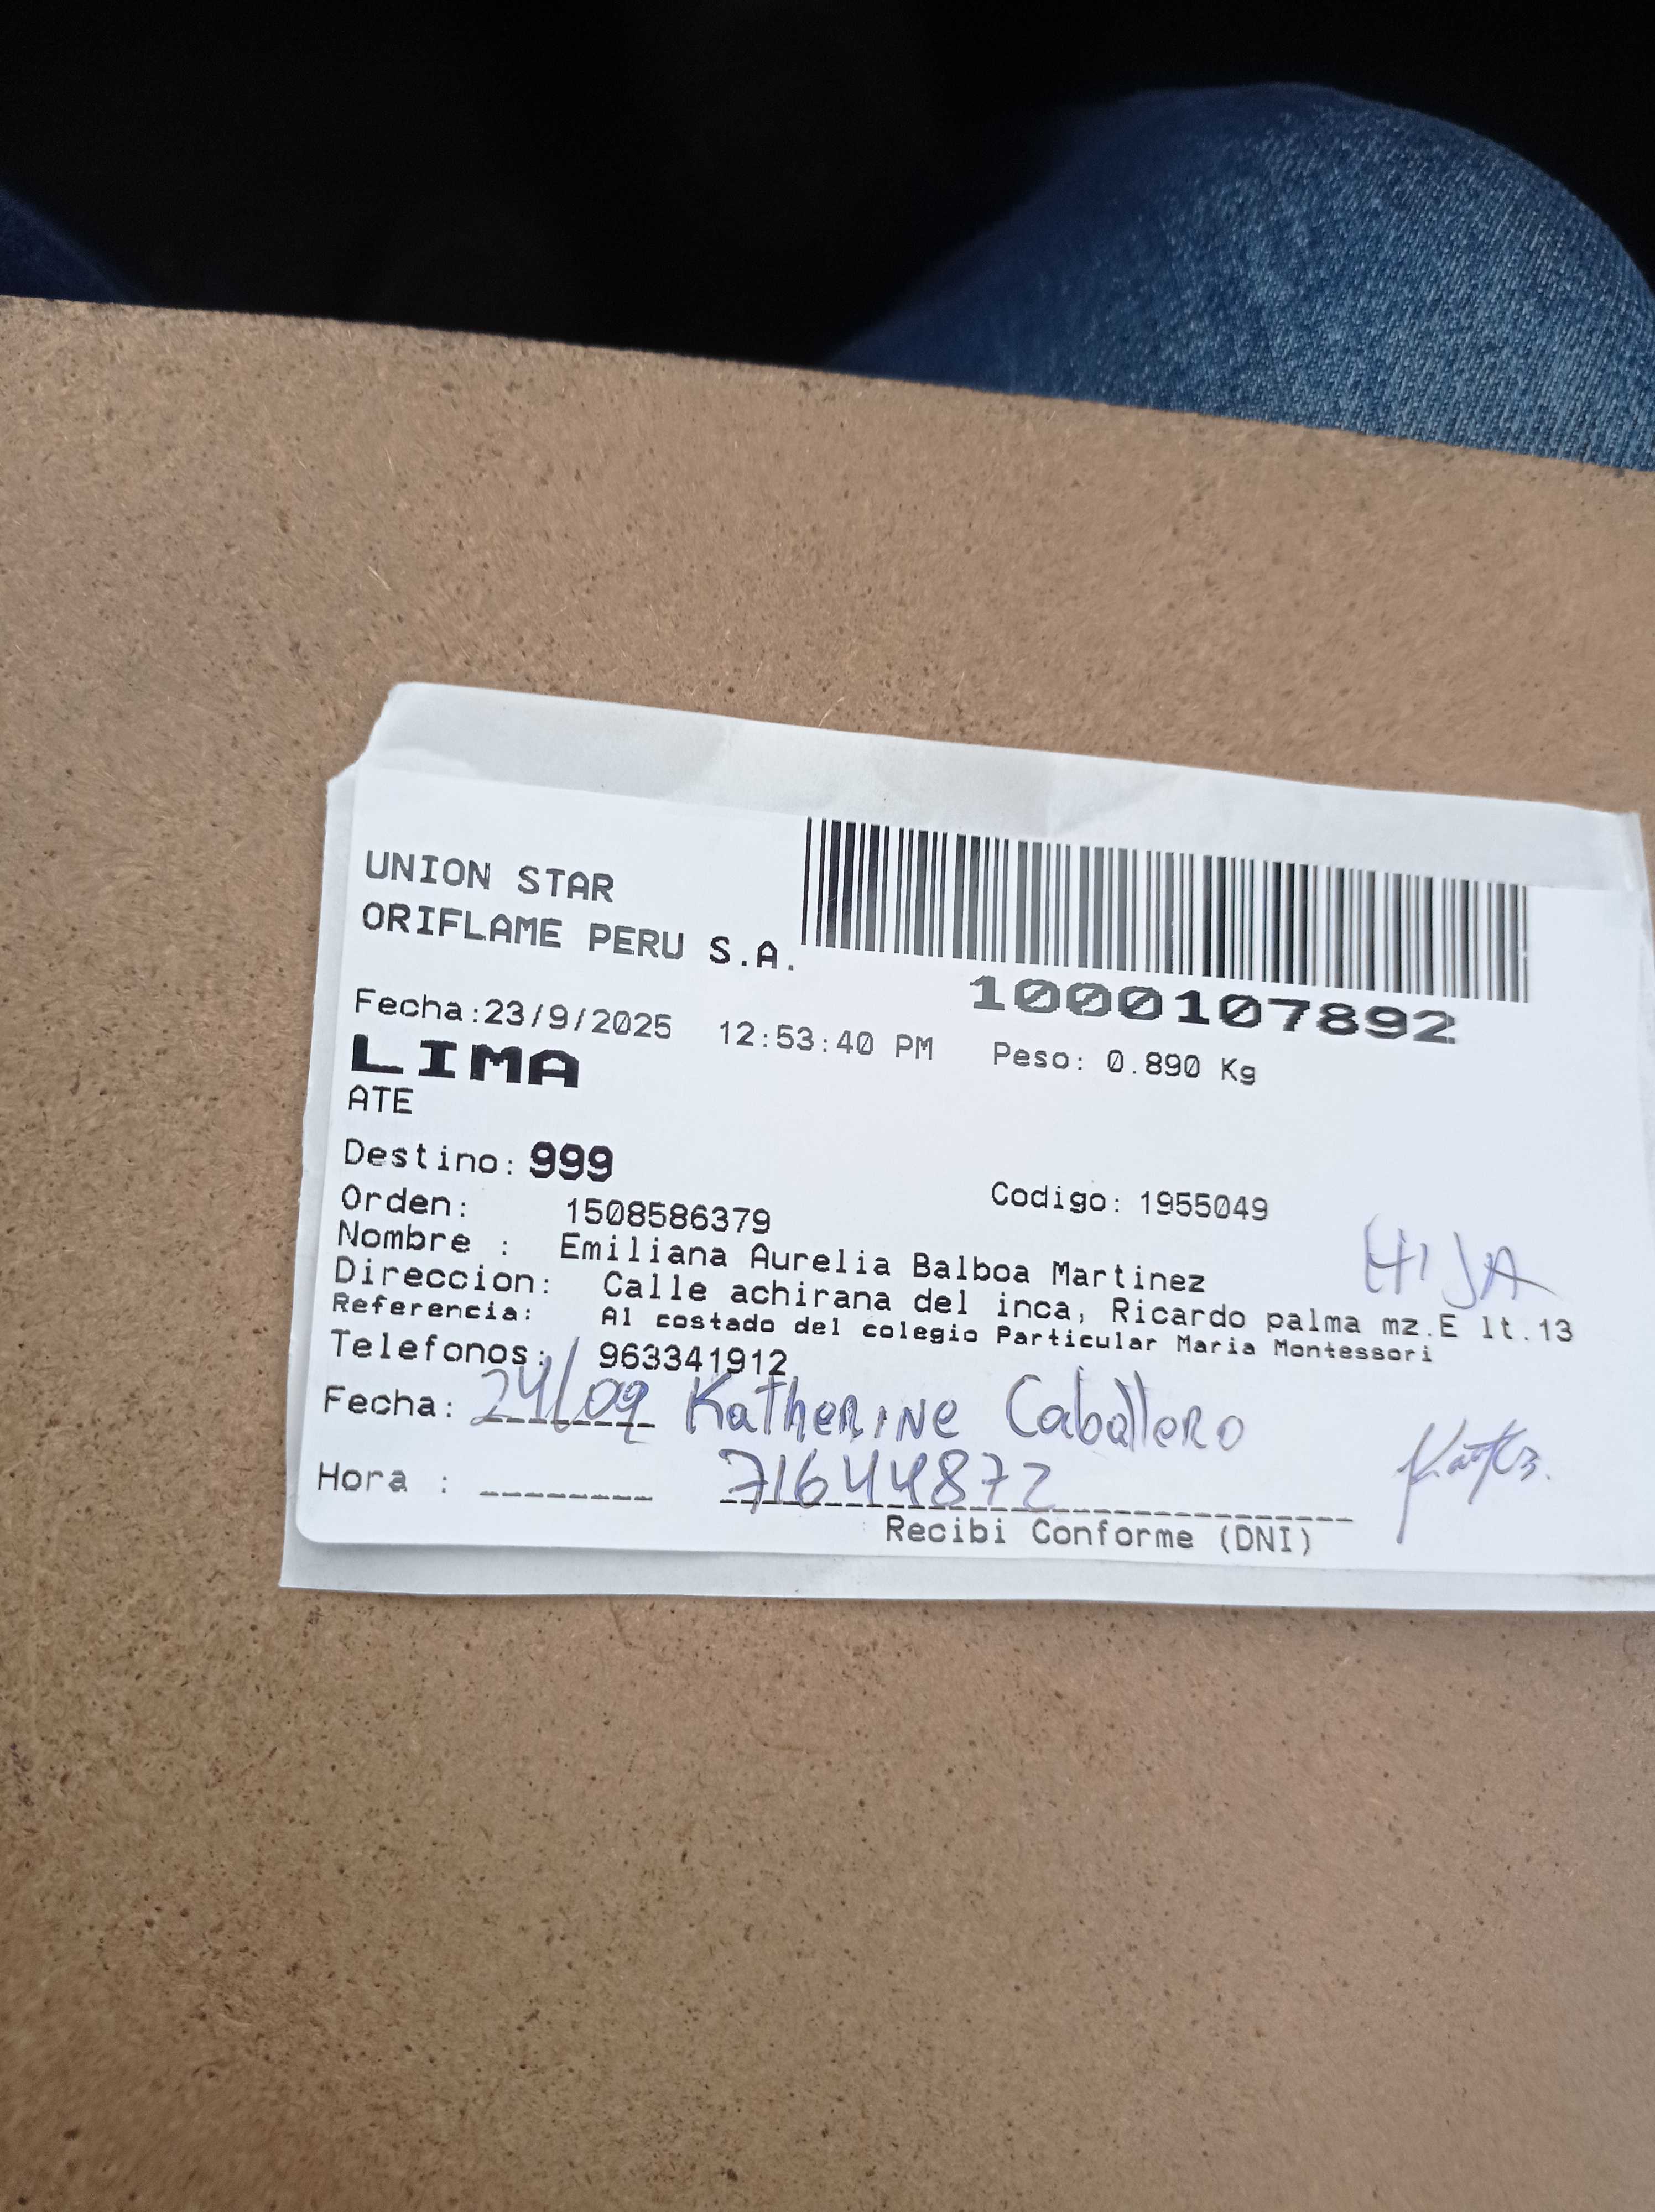 UNION STAR
ORIFLAME PERU S.A.
1000107892
Fecha:23/9/2025 12:53:40 PM Peso: 0.890 Kg
LIMA
ATE
Destino: 999
Orden: 1508586379 Codigo: 1955049
Nombre : Emiliana Aurelia Balboa Martinez HIJA
Direccion: Calle achirana del inca, Ricardo palma mz.E lt.13
Referencia: Al costado del colegio Particular Maria Montessori
Telefonos: 963341912
Fecha: 24/09 Katherine Caballero
Hora : 71644872
Recibi Conforme (DNI)